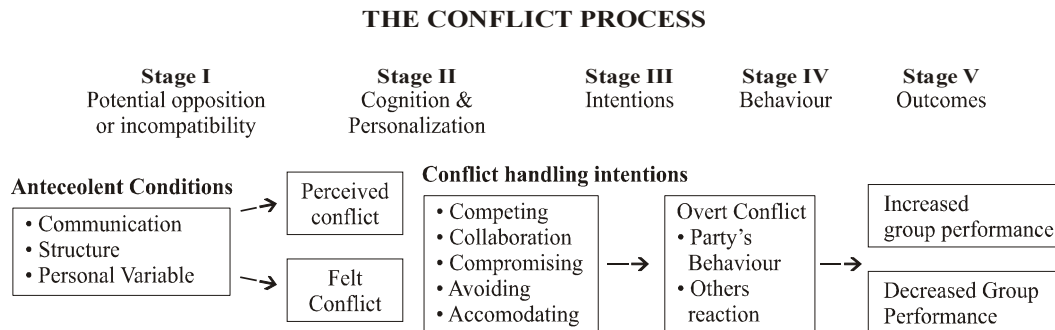 THE CONFLICT PROCESS
Stage I
Potential opposition
or incompatibility
Stage II
Cognition &
Personalization
Stage III
Intentions
Stage IV
Behaviour
Stage V
Outcomes
Anteceolent Conditions
• Communication
• Structure
• Personal Variable
Perceived
conflict
Felt
Conflict
Conflict handling intentions
• Competing
• Collaboration
• Compromising
• Avoiding
• Accomodating
Overt Conflict
• Party's
Behaviour
• Others
reaction
Increased
group performance
Decreased Group
Performance